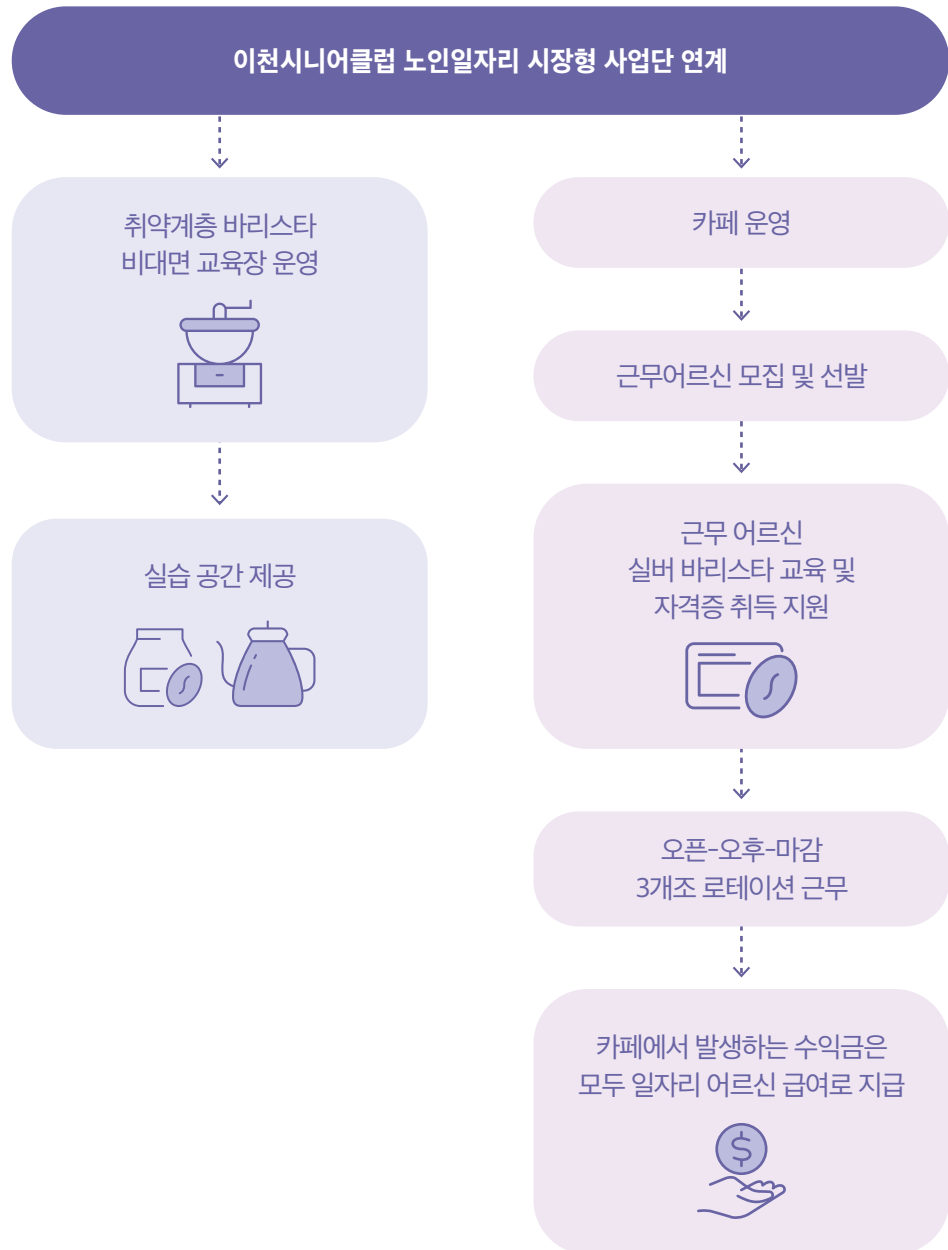 이천시니어클럽 노인일자리 시장형 사업단 연계
취약계층 바리스타
비대면 교육장 운영
실습 공간 제공
카페 운영
근무어르신 모집 및 선발
근무 어르신
실버 바리스타 교육 및
자격증 취득 지원
오픈-오후-마감
3개조 로테이션 근무
카페에서 발생하는 수익금은
모두 일자리 어르신 급여로 지급
$